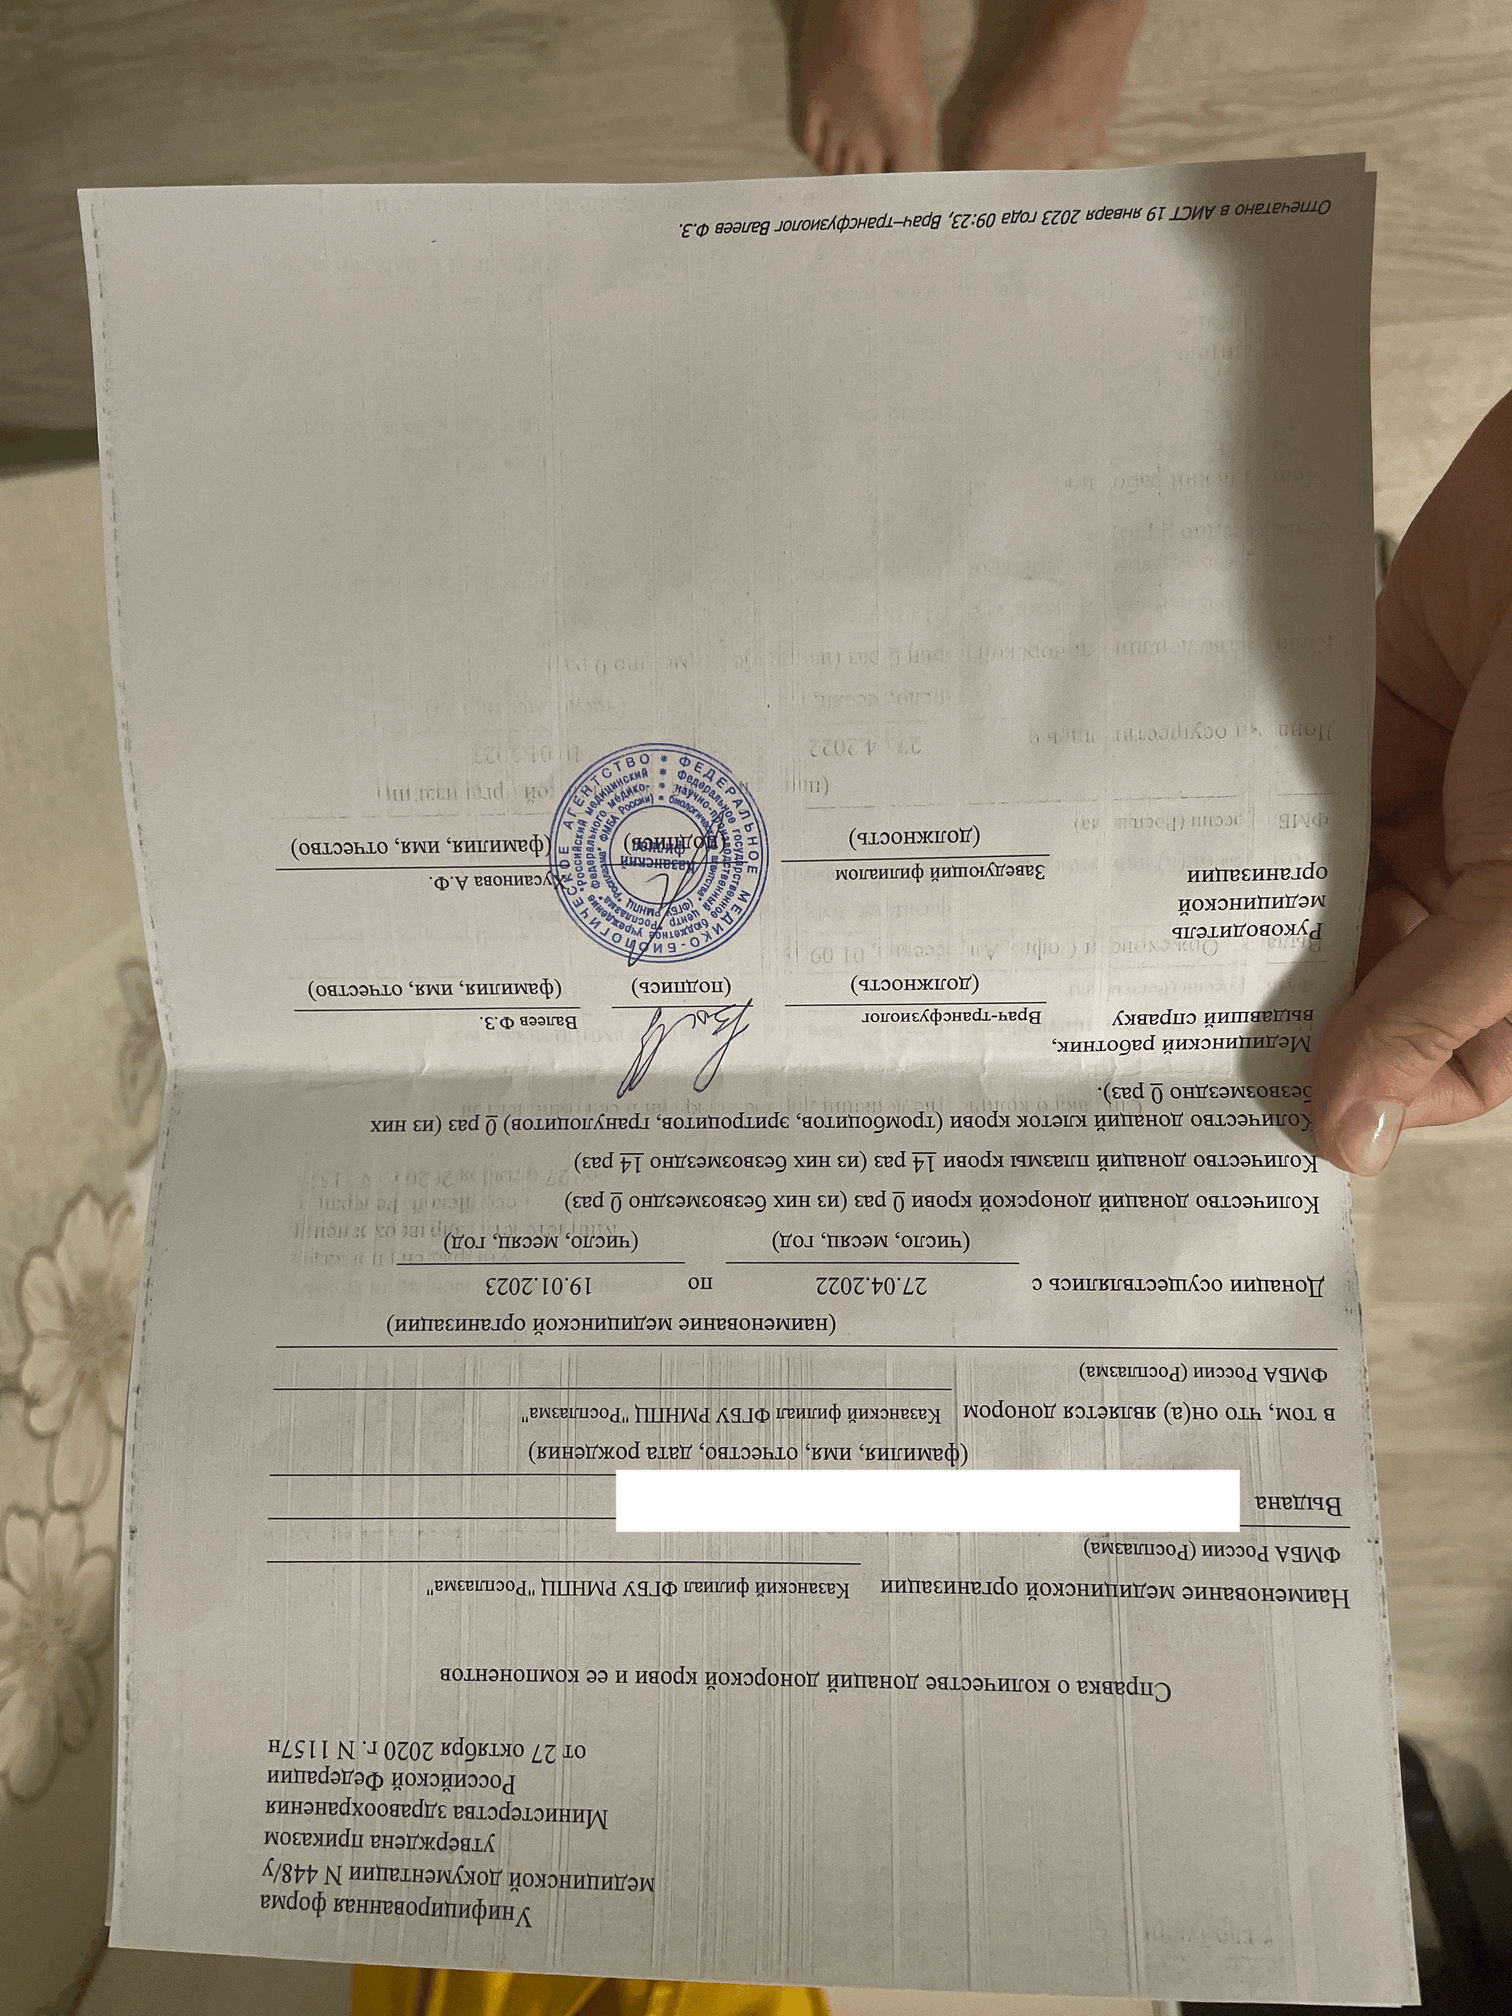 Унифицированная форма
медицинской документации N 448/у
утверждена приказом
Министерства здравоохранения
Российской Федерации
от 27 октября 2020 г. N 1157н
Справка о количестве донаций донорской крови и ее компонентов
Наименование медицинской организации Казанский филиал ФГБУ РМНПЦ "Росплазма"
ФМБА России (Росплазма)
Выдана
(фамилия, имя, отчество, дата рождения)
в том, что он(а) является донором Казанский филиал ФГБУ РМНПЦ "Росплазма"
ФМБА России (Росплазма)
(наименование медицинской организации)
Донации осуществлялись с 27.04.2022 по 19.01.2023
(число, месяц, год) (число, месяц, год)
Количество донаций донорской крови 0 раз (из них безвозмездно 0 раз)
Количество донаций плазмы крови 14 раз (из них безвозмездно 14 раз)
Количество донаций клеток крови (тромбоцитов, эритроцитов, гранулоцитов) 0 раз (из них
безвозмездно 0 раз).
Медицинский работник,
выдавший справку Врач-трансфузиолог Валеев Ф.З.
(должность) (подпись) (фамилия, имя, отчество)
Руководитель
медицинской
организации Заведующий филиалом Хусаинова А.Ф.
(должность) (подпись) (фамилия, имя, отчество)
ФЕДЕРАЛЬНОЕ МЕДИКО-БИОЛОГИЧЕСКОЕ АГЕНТСТВО
Федеральное государственное бюджетное учреждение "Российский медицинский
научно-производственный центр "Росплазма" Федерального медико-
биологического агентства" (ФГБУ РМНПЦ "Росплазма" ФМБА России)
Казанский
филиал
Отпечатано в АИСТ 19 января 2023 года 09:23, Врач-трансфузиолог Валеев Ф.З.